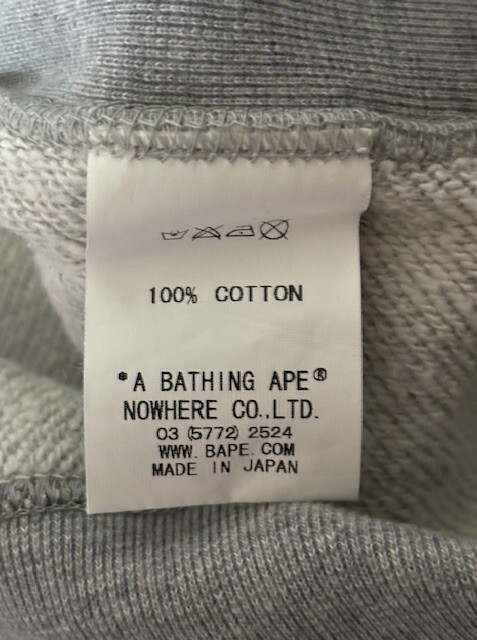 100% COTTON
*A BATHING APE®
NOWHERE CO.,LTD.
03 (5772) 2524
WWW. BAPE. COM
MADE IN JAPAN